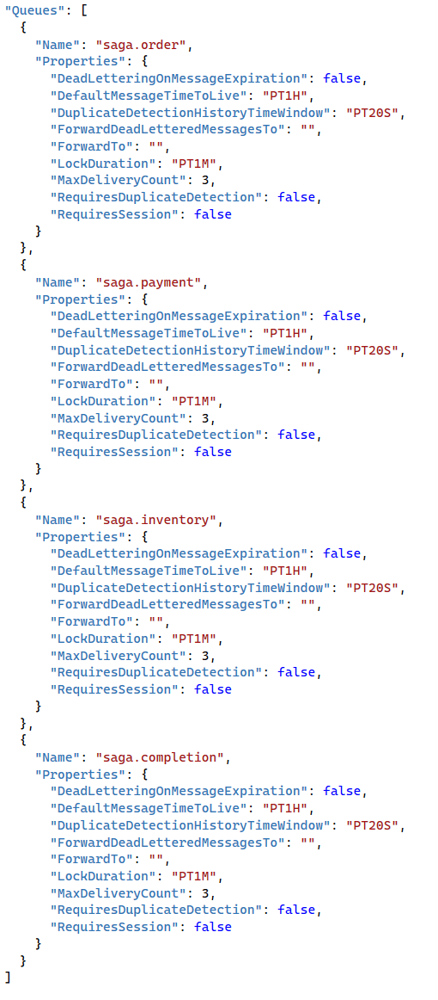 "Queues": [
  {
    "Name": "saga.order",
    "Properties": {
      "DeadLetteringOnMessageExpiration": false,
      "DefaultMessageTimeToLive": "PT1H",
      "DuplicateDetectionHistoryTimeWindow": "PT20S",
      "ForwardDeadLetteredMessagesTo": "",
      "ForwardTo": "",
      "LockDuration": "PT1M",
      "MaxDeliveryCount": 3,
      "RequiresDuplicateDetection": false,
      "RequiresSession": false
    }
  },
  {
    "Name": "saga.payment",
    "Properties": {
      "DeadLetteringOnMessageExpiration": false,
      "DefaultMessageTimeToLive": "PT1H",
      "DuplicateDetectionHistoryTimeWindow": "PT20S",
      "ForwardDeadLetteredMessagesTo": "",
      "ForwardTo": "",
      "LockDuration": "PT1M",
      "MaxDeliveryCount": 3,
      "RequiresDuplicateDetection": false,
      "RequiresSession": false
    }
  },
  {
    "Name": "saga.inventory",
    "Properties": {
      "DeadLetteringOnMessageExpiration": false,
      "DefaultMessageTimeToLive": "PT1H",
      "DuplicateDetectionHistoryTimeWindow": "PT20S",
      "ForwardDeadLetteredMessagesTo": "",
      "ForwardTo": "",
      "LockDuration": "PT1M",
      "MaxDeliveryCount": 3,
      "RequiresDuplicateDetection": false,
      "RequiresSession": false
    }
  },
  {
    "Name": "saga.completion",
    "Properties": {
      "DeadLetteringOnMessageExpiration": false,
      "DefaultMessageTimeToLive": "PT1H",
      "DuplicateDetectionHistoryTimeWindow": "PT20S",
      "ForwardDeadLetteredMessagesTo": "",
      "ForwardTo": "",
      "LockDuration": "PT1M",
      "MaxDeliveryCount": 3,
      "RequiresDuplicateDetection": false,
      "RequiresSession": false
    }
  }
]